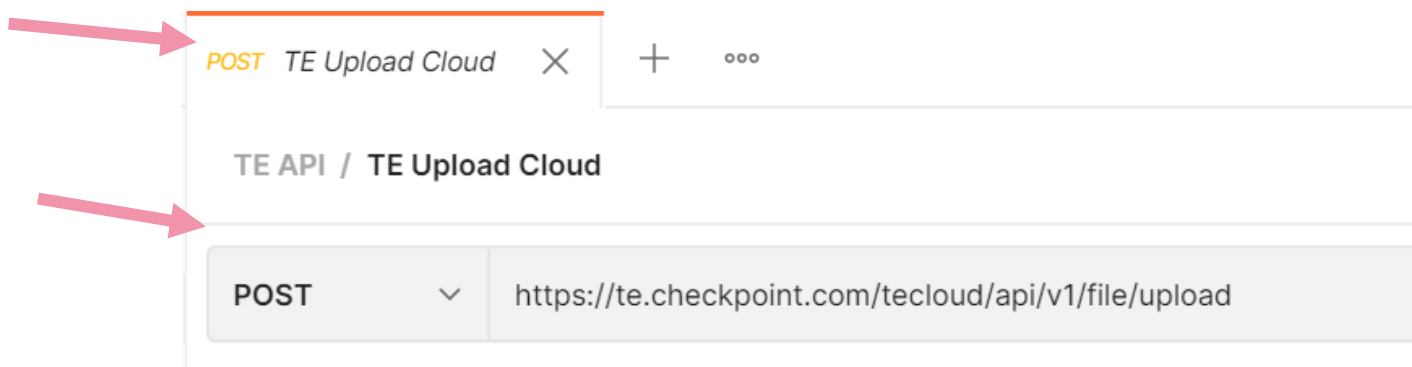 POST TE Upload Cloud
TE API / TE Upload Cloud
POST https://te.checkpoint.com/tecloud/api/v1/file/upload